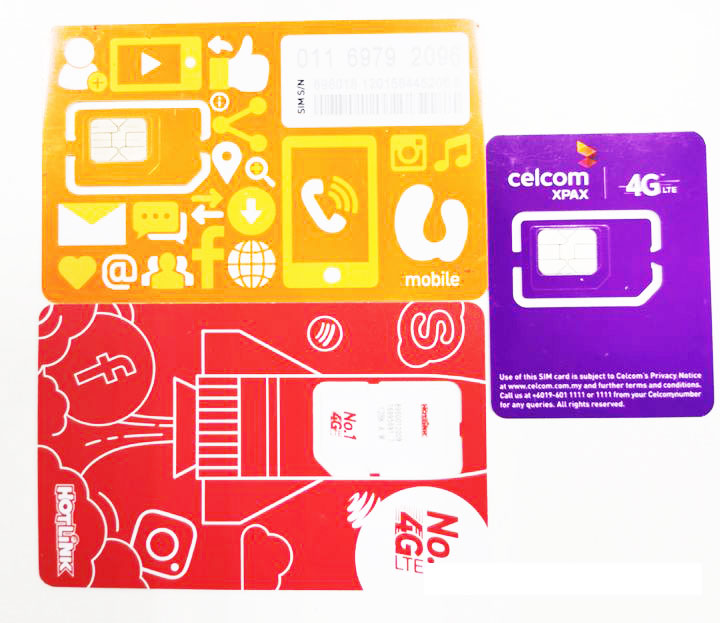 011 6979 2096
SIM S/N
mobile
celcom
XPAX
4G LTE
Use of this SIM card is subject to Celcom's Privacy Notice
at www.celcom.com.my and further terms and conditions.
Call us at +6019-601 1111 or 1111 from your Celcomnumber
for any queries. All rights reserved.
HOTLINK
No.1
4G
HOTLINK
No.
4G
LTE